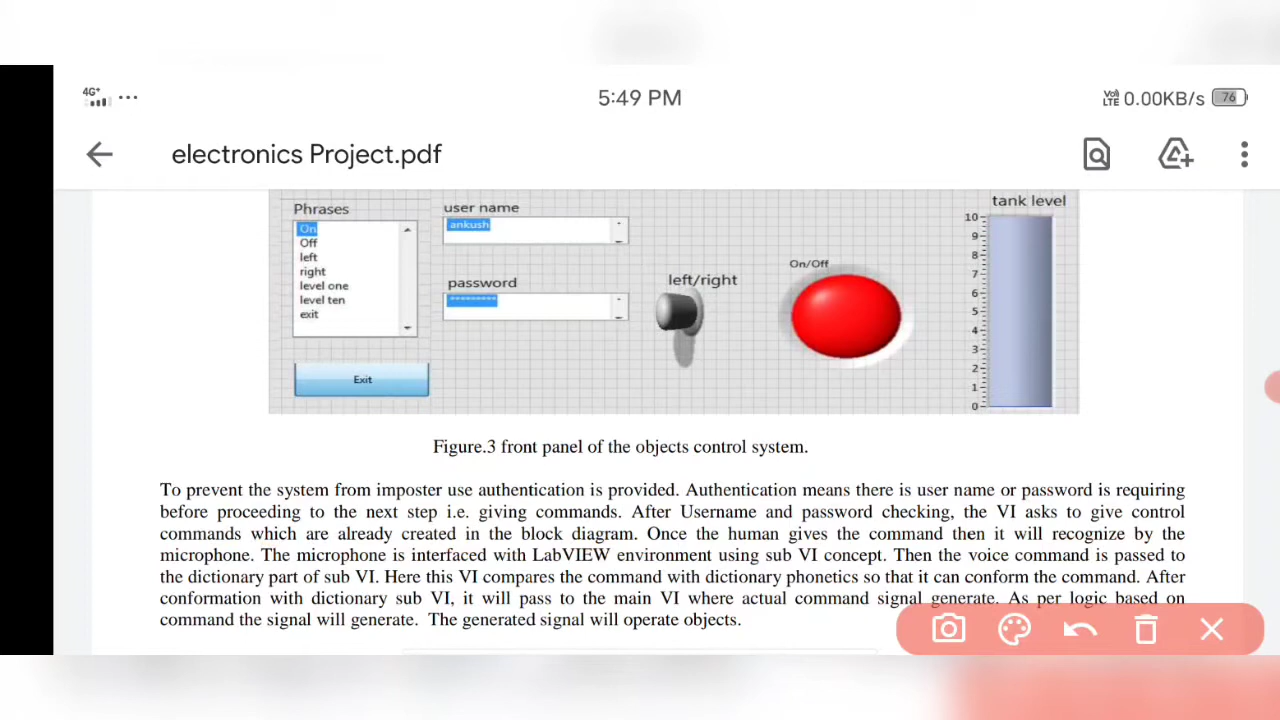 4G+ ... 5:49 PM Vo) LTE 0.00KB/s 76
electronics Project.pdf
Phrases
On
Off
left
right
level one
level ten
exit
Exit
user name
ankush
password
*********
left/right
On/Off
tank level
10
9
8
7
6
5
4
3
2
1
0
Figure.3 front panel of the objects control system.
To prevent the system from imposter use authentication is provided. Authentication means there is user name or password is requiring
before proceeding to the next step i.e. giving commands. After Username and password checking, the VI asks to give control
commands which are already created in the block diagram. Once the human gives the command then it will recognize by the
microphone. The microphone is interfaced with LabVIEW environment using sub VI concept. Then the voice command is passed to
the dictionary part of sub VI. Here this VI compares the command with dictionary phonetics so that it can conform the command. After
conformation with dictionary sub VI, it will pass to the main VI where actual command signal generate. As per logic based on
command the signal will generate. The generated signal will operate objects.